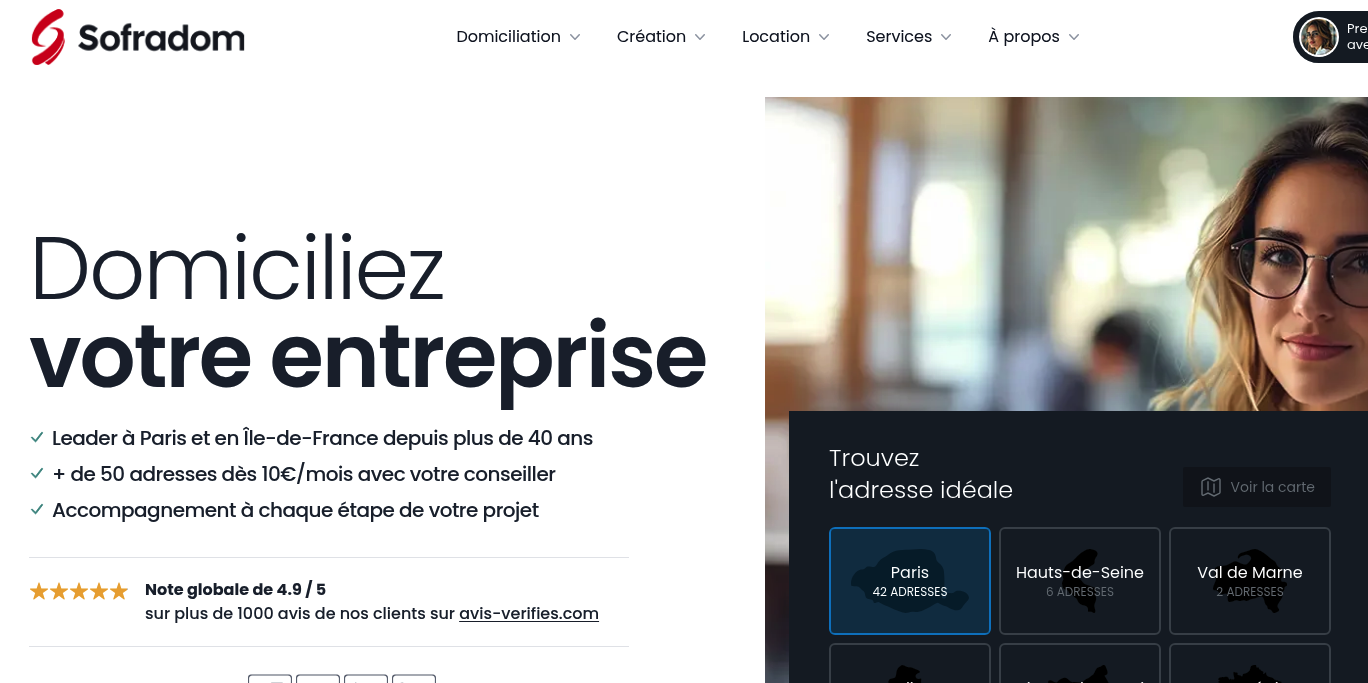 Sofradom
Domiciliation
Création
Location
Services
À propos
Domiciliez
votre entreprise
Leader à Paris et en Île-de-France depuis plus de 40 ans
+ de 50 adresses dès 10€/mois avec votre conseiller
Accompagnement à chaque étape de votre projet
Note globale de 4.9 / 5
sur plus de 1000 avis de nos clients sur avis-verifies.com
Trouvez
l'adresse idéale
Voir la carte
Paris
42 ADRESSES
Hauts-de-Seine
6 ADRESSES
Val de Marne
2 ADRESSES